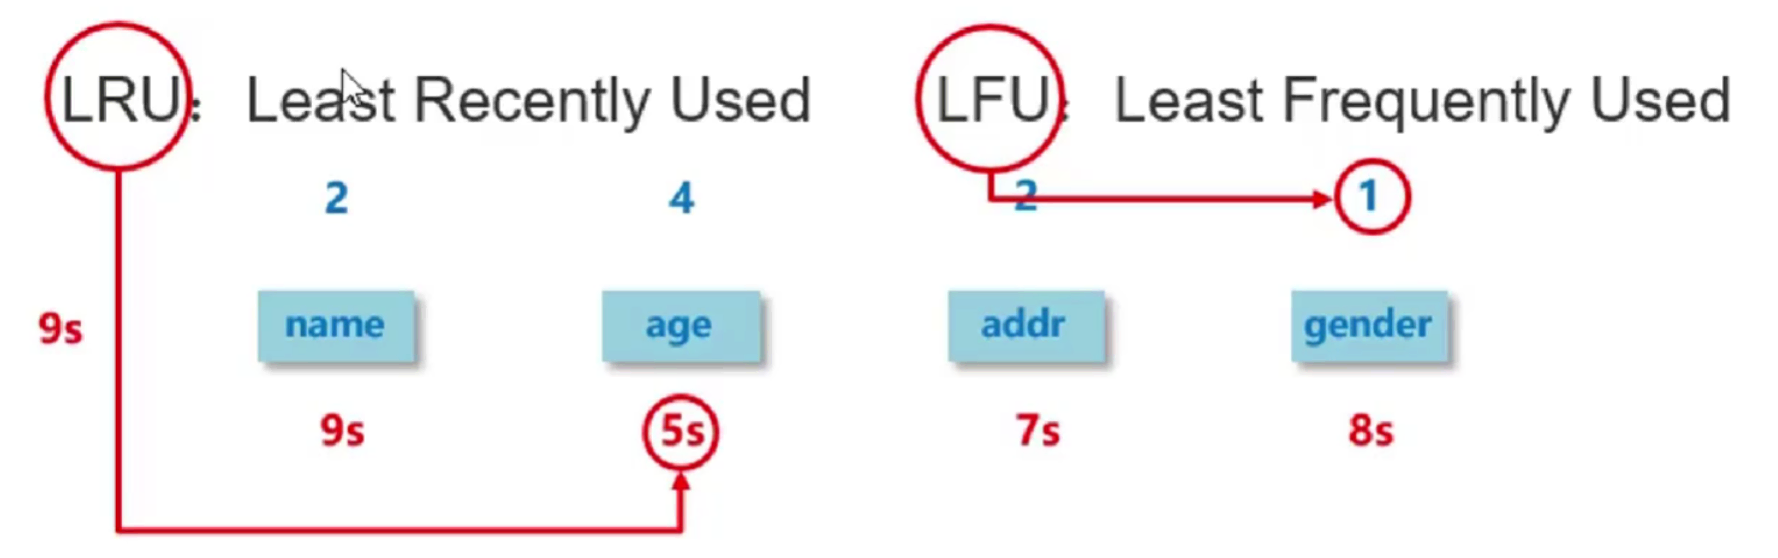 LRU： Least Recently Used LFU： Least Frequently Used
2 4 2 1
9s name age addr gender
9s 5s 7s 8s